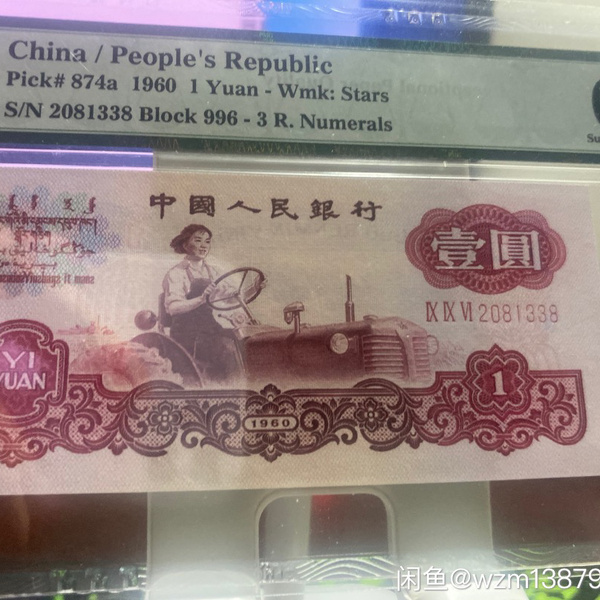 China / People's Republic
Pick# 874a 1960 1 Yuan - Wmk: Stars
S/N 2081338 Block 996 - 3 R. Numerals
中國人民銀行
壹圓
IX IX VI 2081338
YI
YUAN
1
1960
闲鱼@wzm13879